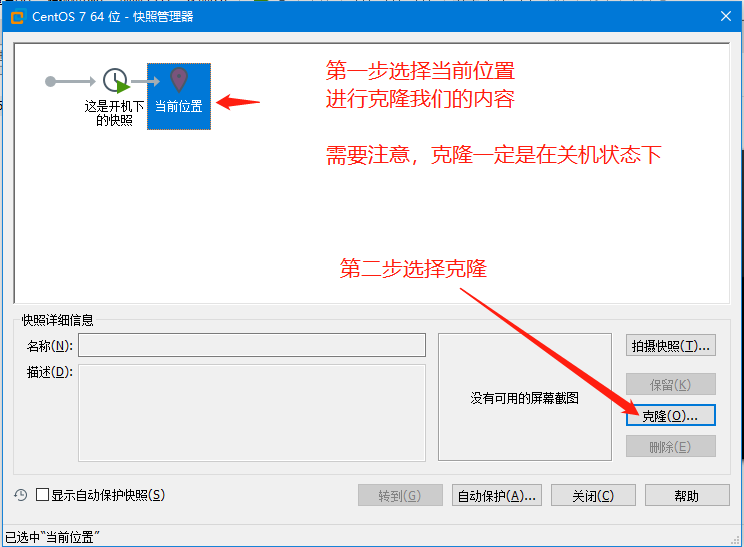 CentOS 7 64 位 - 快照管理器
这是开机下
的快照
当前位置
第一步选择当前位置
进行克隆我们的内容
需要注意，克隆一定是在关机状态下
第二步选择克隆
快照详细信息
名称(N):
拍摄快照(T)...
描述(D):
没有可用的屏幕截图
保留(K)
克隆(O)...
删除(E)
显示自动保护快照(S)
转到(G)
自动保护(A)...
关闭(C)
帮助
已选中"当前位置"